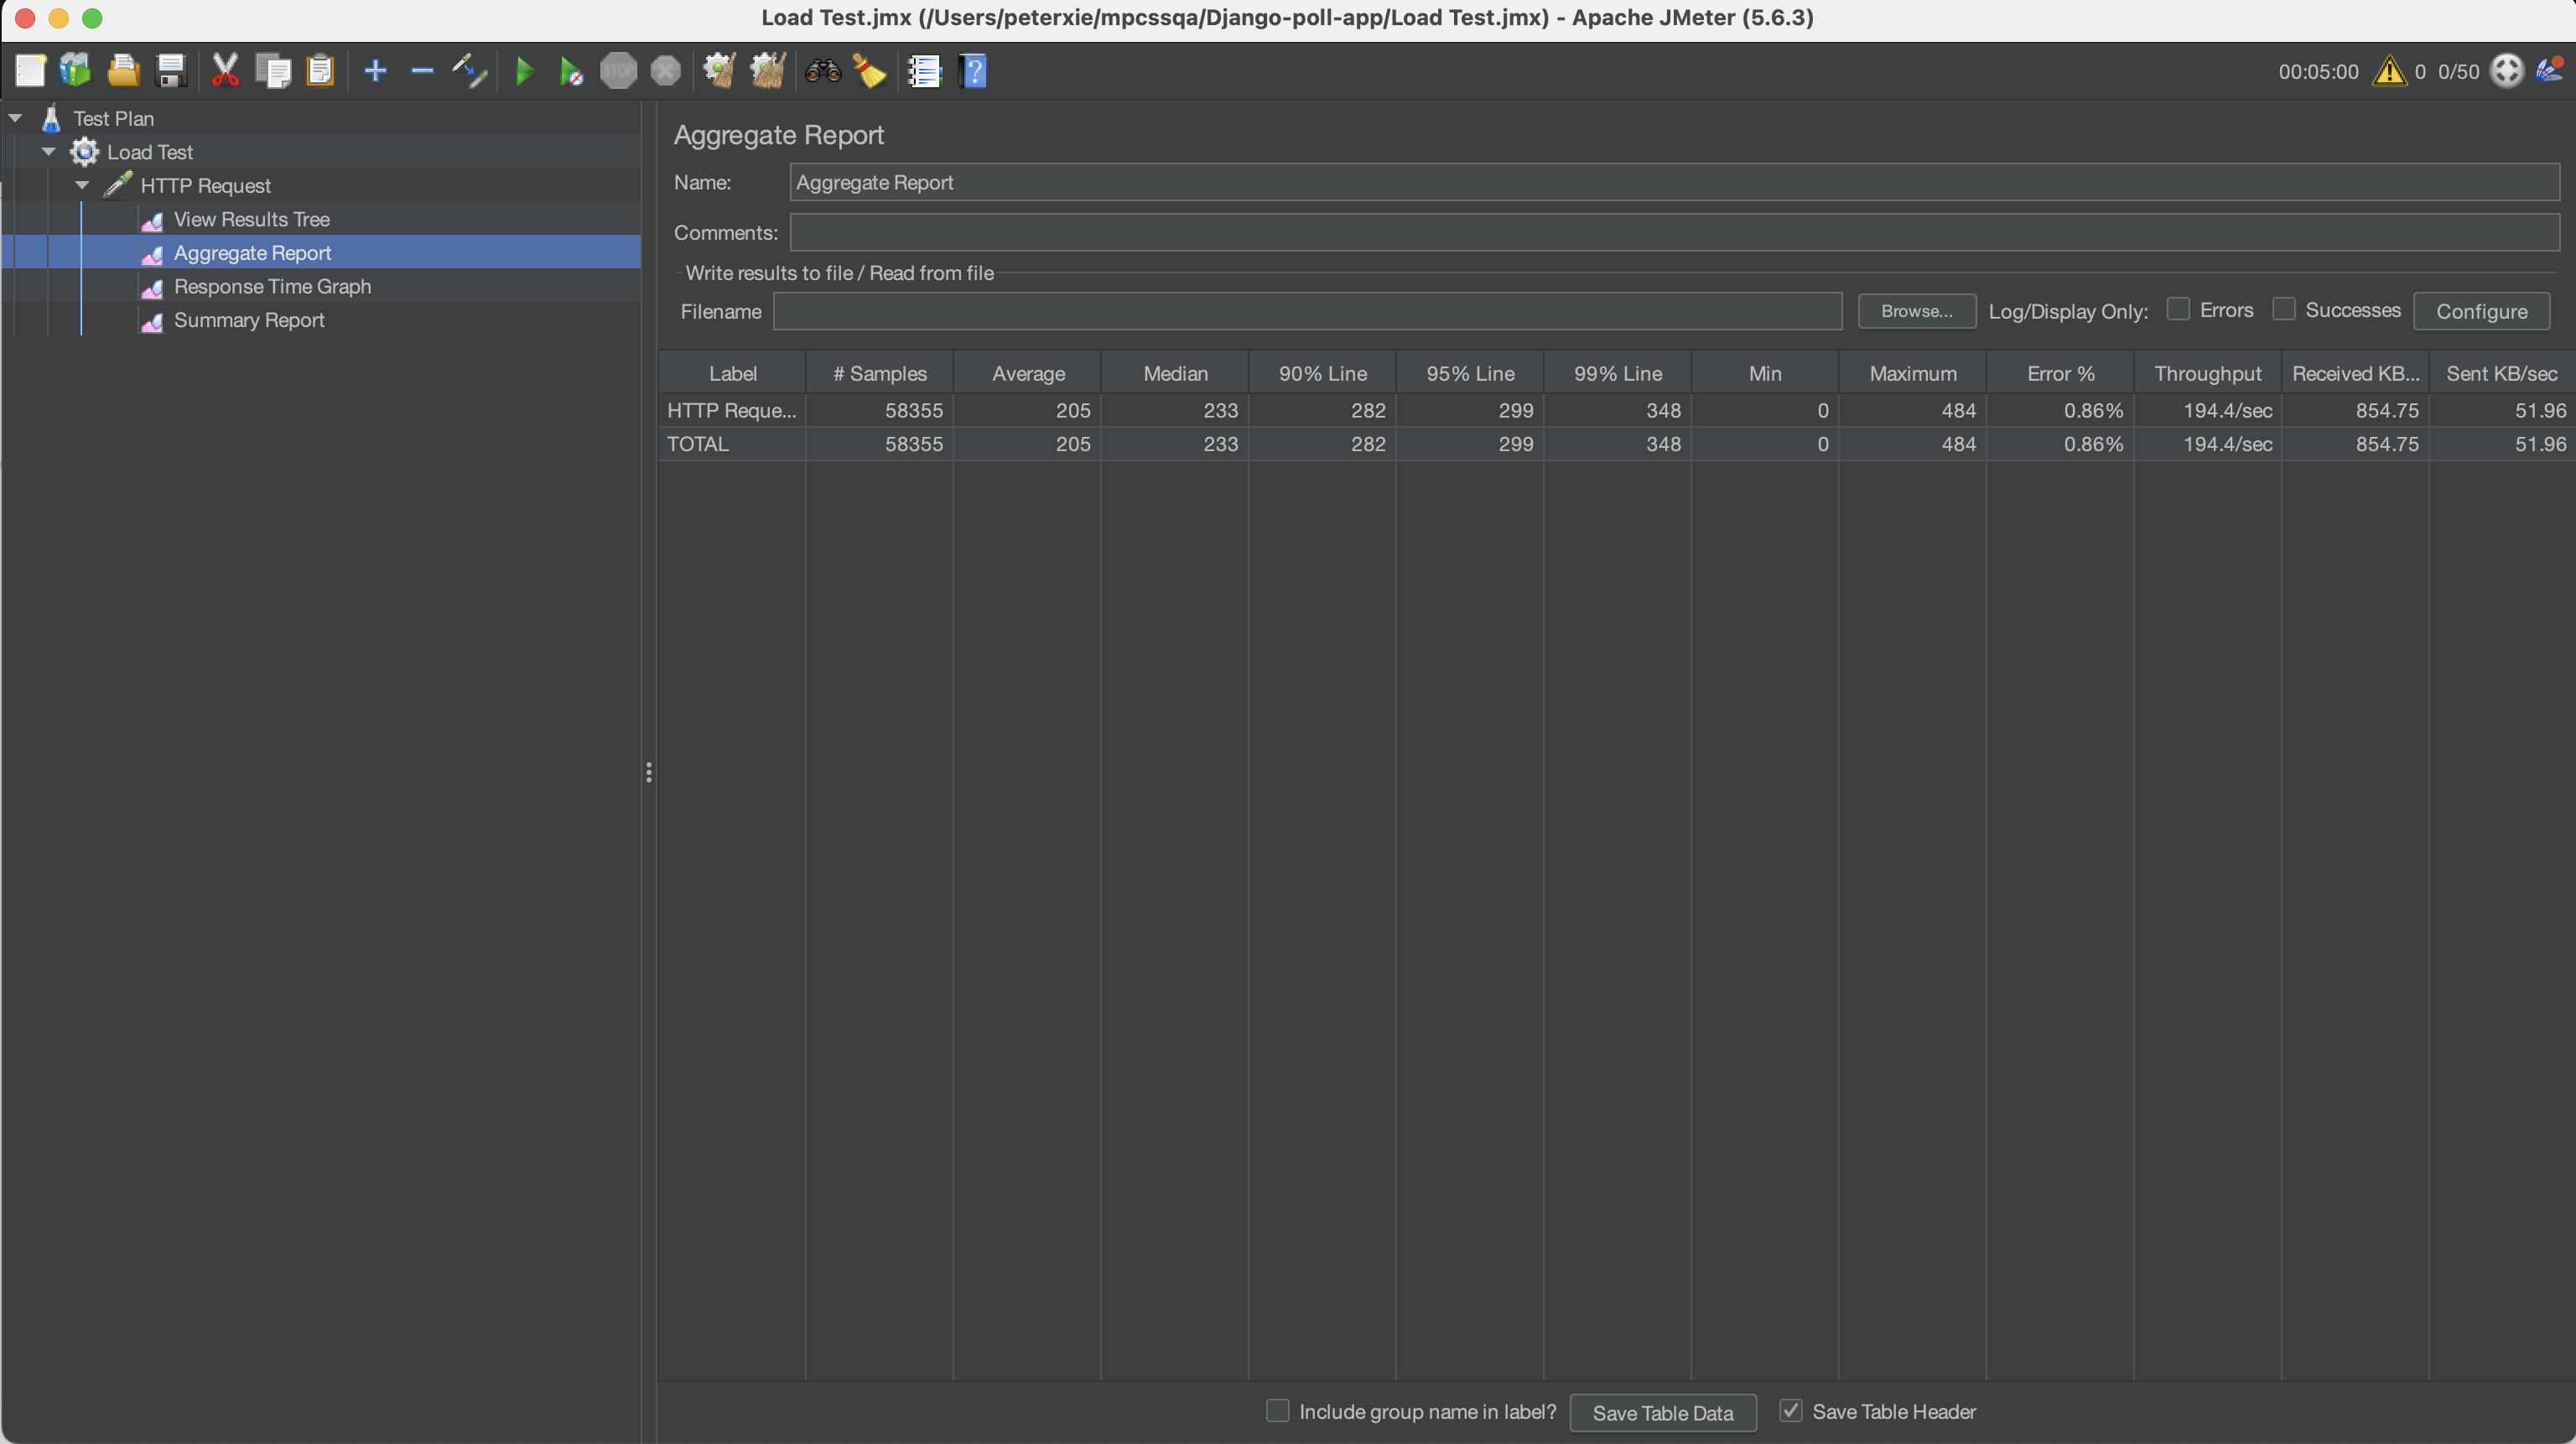 Load Test.jmx (/Users/peterxie/mpcssqa/Django-poll-app/Load Test.jmx) - Apache JMeter (5.6.3)
STOP
00:05:00 0 0/50
Test Plan
Load Test
HTTP Request
View Results Tree
Aggregate Report
Response Time Graph
Summary Report
Aggregate Report
Name: Aggregate Report
Comments:
Write results to file / Read from file
Filename Browse... Log/Display Only: Errors Successes Configure
Label # Samples Average Median 90% Line 95% Line 99% Line Min Maximum Error % Throughput Received KB... Sent KB/sec
HTTP Reque... 58355 205 233 282 299 348 0 484 0.86% 194.4/sec 854.75 51.96
TOTAL 58355 205 233 282 299 348 0 484 0.86% 194.4/sec 854.75 51.96
Include group name in label? Save Table Data Save Table Header